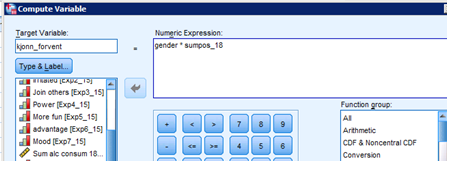 Compute Variable
Target Variable:
kjonn_forvent
=
Numeric Expression:
gender * sumpos_18
Type & Label...
Irritated [Exp2_15]
Join others [Exp3_15]
Power [Exp4_15]
More fun [Exp5_15]
advantage [Exp6_15]
Mood [Exp7_15]
Sum alc consum 18...
+ < > 7 8 9
- <= >= 4 5 6
Function group:
All
Arithmetic
CDF & Noncentral CDF
Conversion